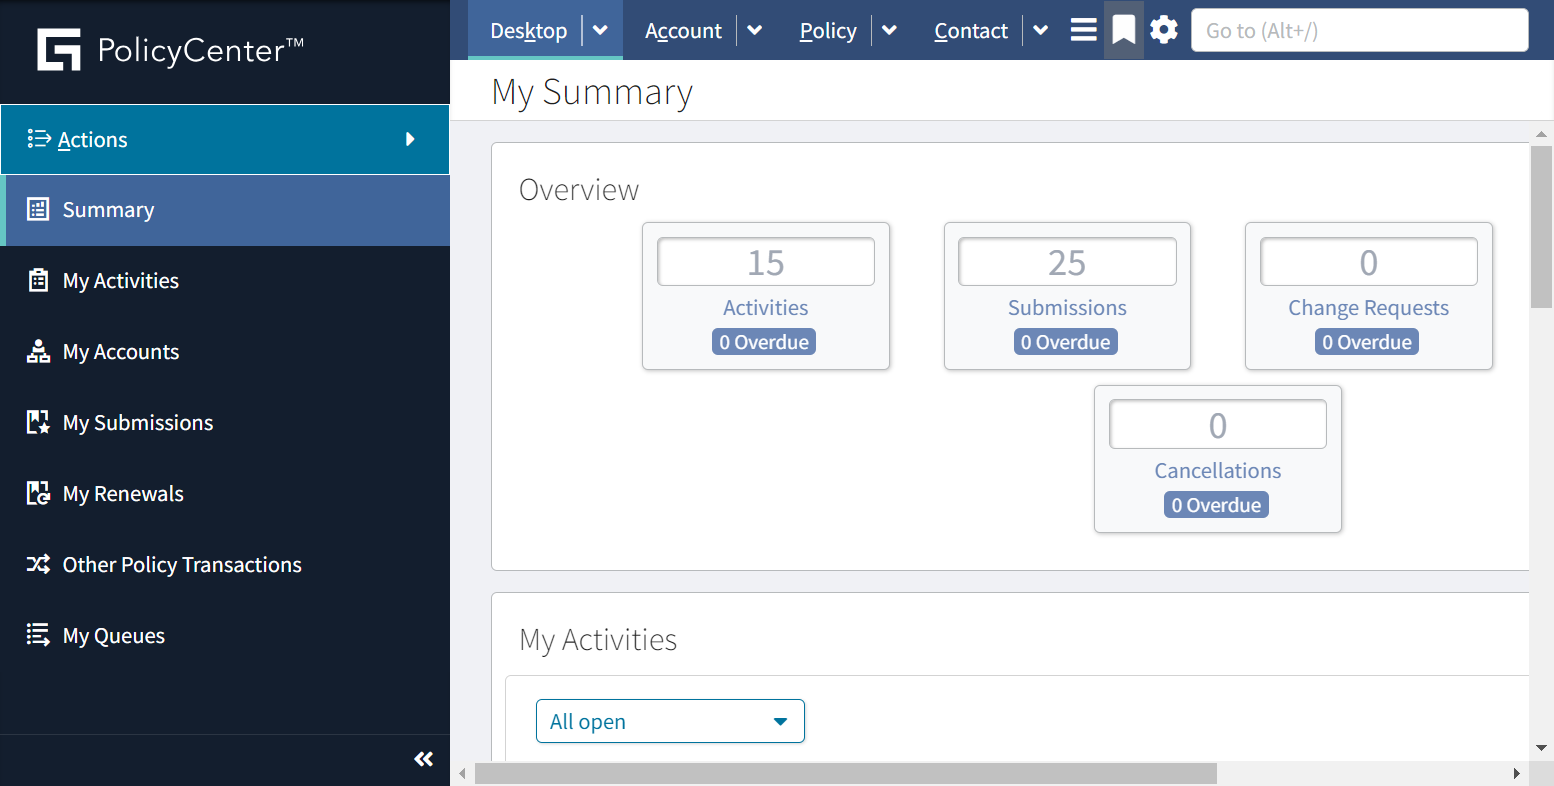 PolicyCenter™
Desktop
Account
Policy
Contact
Go to (Alt+/)
Actions
Summary
My Activities
My Accounts
My Submissions
My Renewals
Other Policy Transactions
My Queues
My Summary
Overview
15
Activities
0 Overdue
25
Submissions
0 Overdue
0
Change Requests
0 Overdue
0
Cancellations
0 Overdue
My Activities
All open